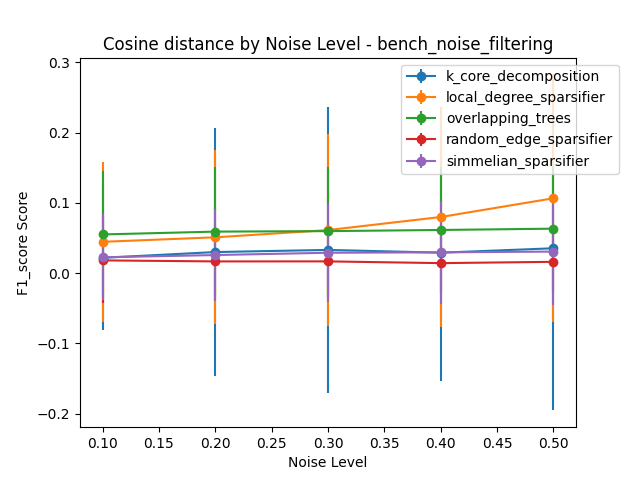 Cosine distance by Noise Level - bench_noise_filtering
k_core_decomposition
local_degree_sparsifier
overlapping_trees
random_edge_sparsifier
simmelian_sparsifier
F1_score Score
0.3
0.2
0.1
0.0
−0.1
−0.2
0.10 0.15 0.20 0.25 0.30 0.35 0.40 0.45 0.50
Noise Level